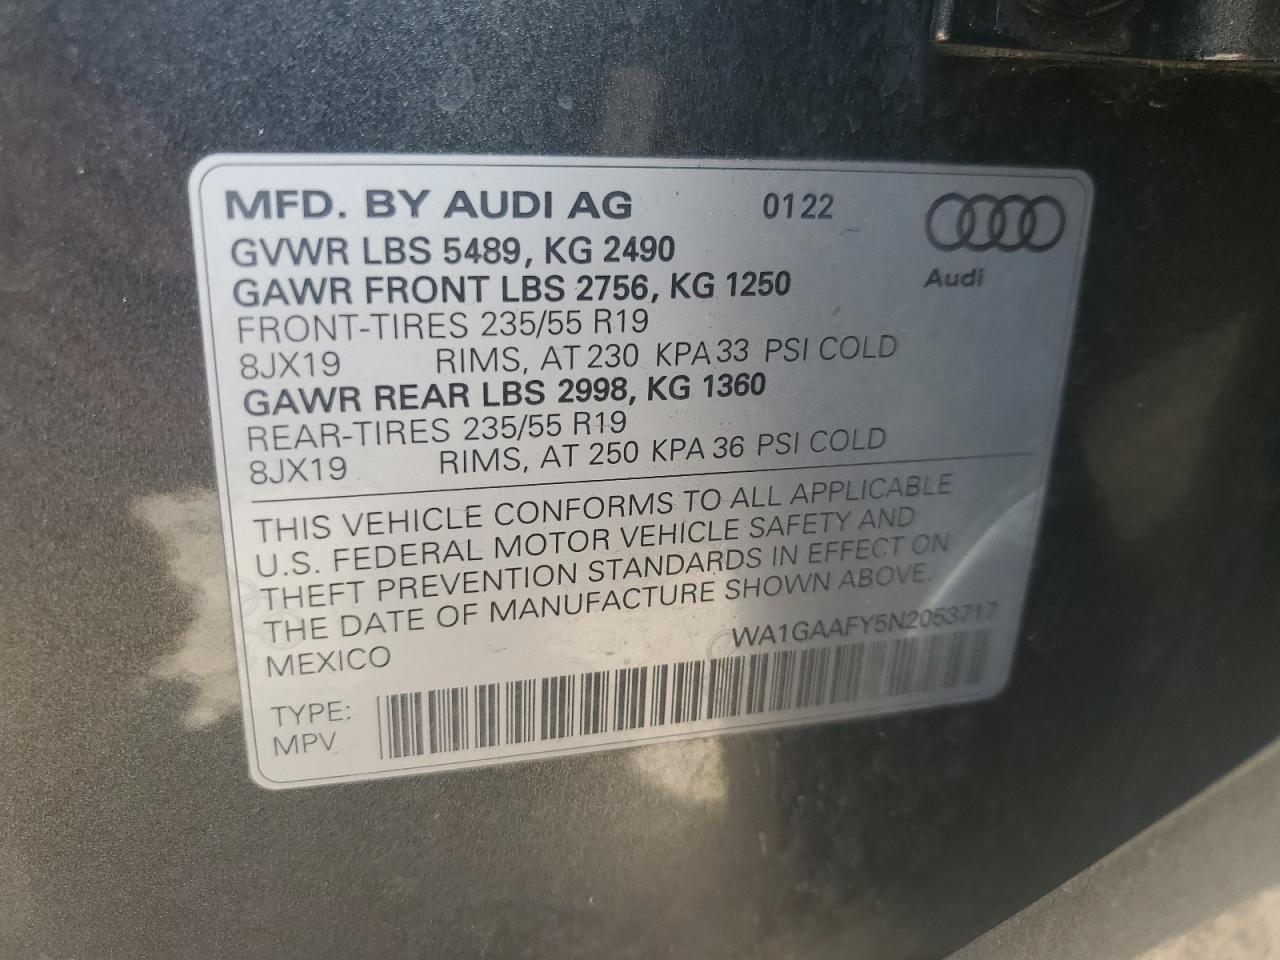 MFD. BY AUDI AG 0122
Audi
GVWR LBS 5489, KG 2490
GAWR FRONT LBS 2756, KG 1250
FRONT-TIRES 235/55 R19
8JX19 RIMS, AT 230 KPA 33 PSI COLD
GAWR REAR LBS 2998, KG 1360
REAR-TIRES 235/55 R19
8JX19 RIMS, AT 250 KPA 36 PSI COLD
THIS VEHICLE CONFORMS TO ALL APPLICABLE
U.S. FEDERAL MOTOR VEHICLE SAFETY AND
THEFT PREVENTION STANDARDS IN EFFECT ON
THE DATE OF MANUFACTURE SHOWN ABOVE.
MEXICO WA1GAAFY5N2053717
TYPE:
MPV